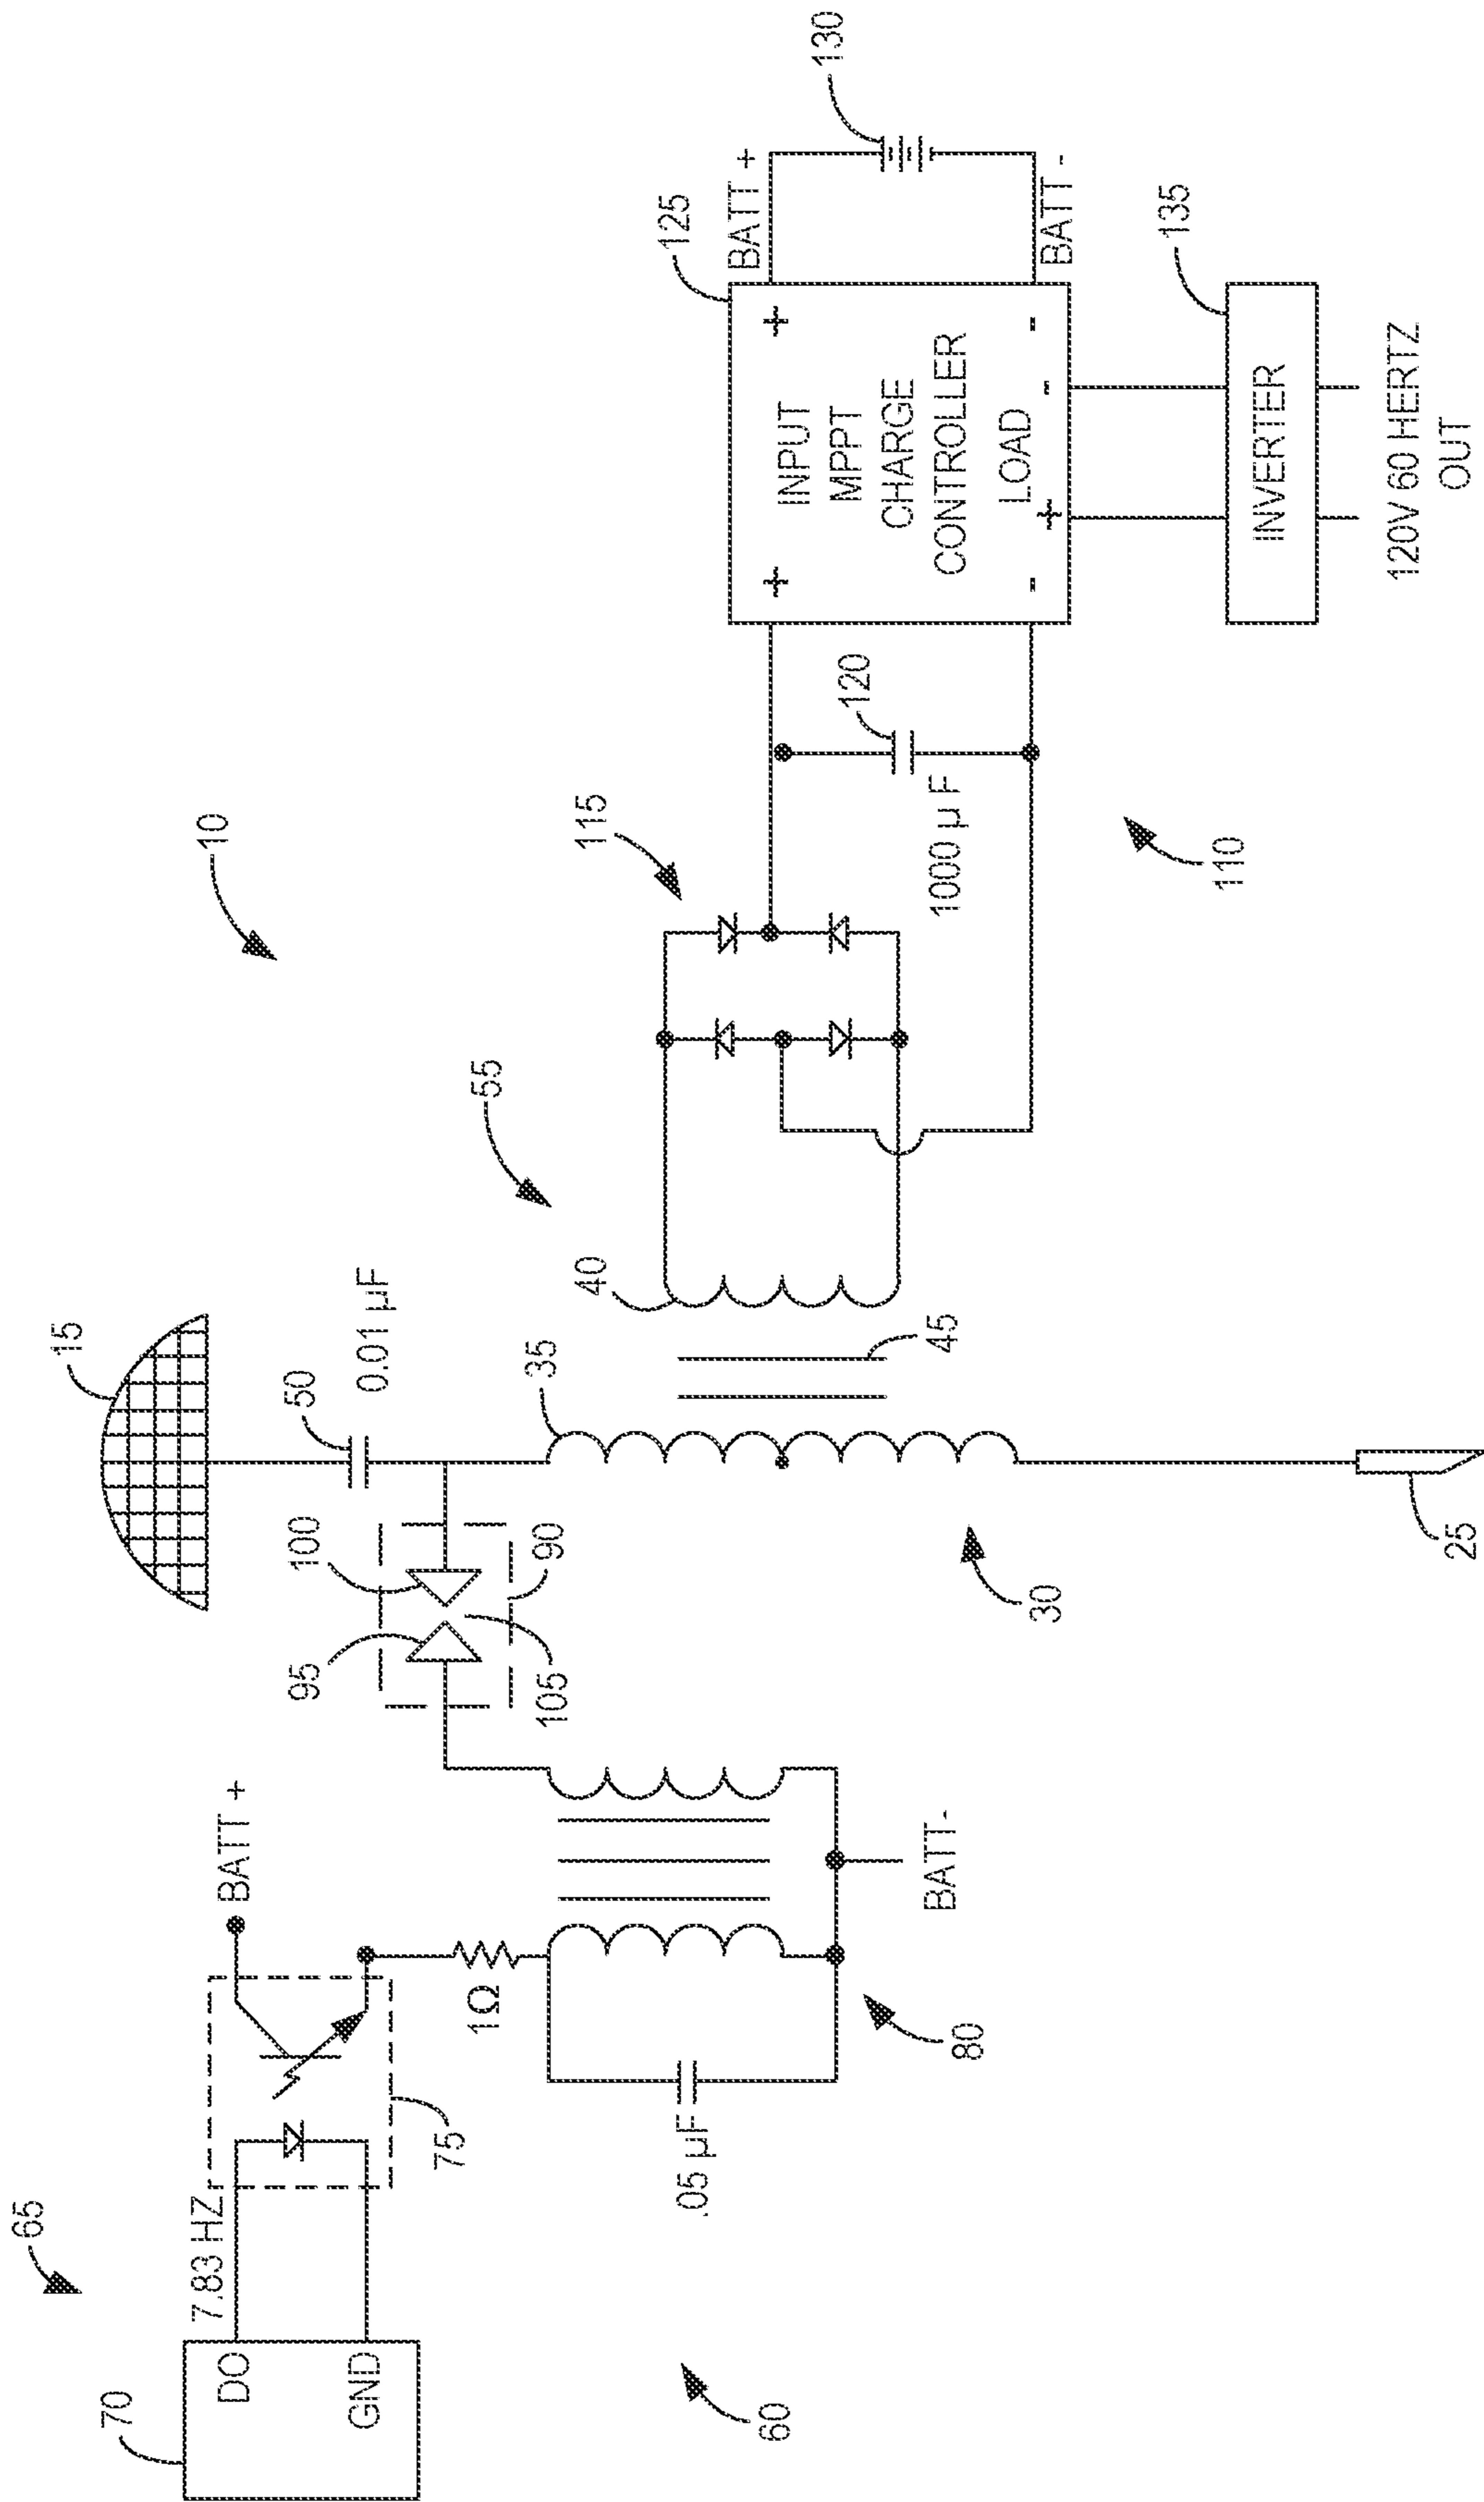 65
70
DO
GND
7.83 HZ
75
60
BATT +
1Ω
.05 µF
80
BATT-
15
50
0.01 µF
100
95
90
105
35
30
25
40
45
55
10
115
120
1000 µ F
110
125
BATT +
+
+
INPUT
MPPT
CHARGE
CONTROLLER
LOAD
-
+
-
-
BATT -
130
135
INVERTER
120V 60 HERTZ
OUT